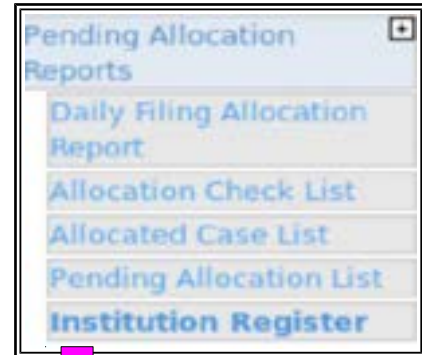 Pending Allocation
Reports
Daily Filing Allocation
Report
Allocation Check List
Allocated Case List
Pending Allocation List
Institution Register